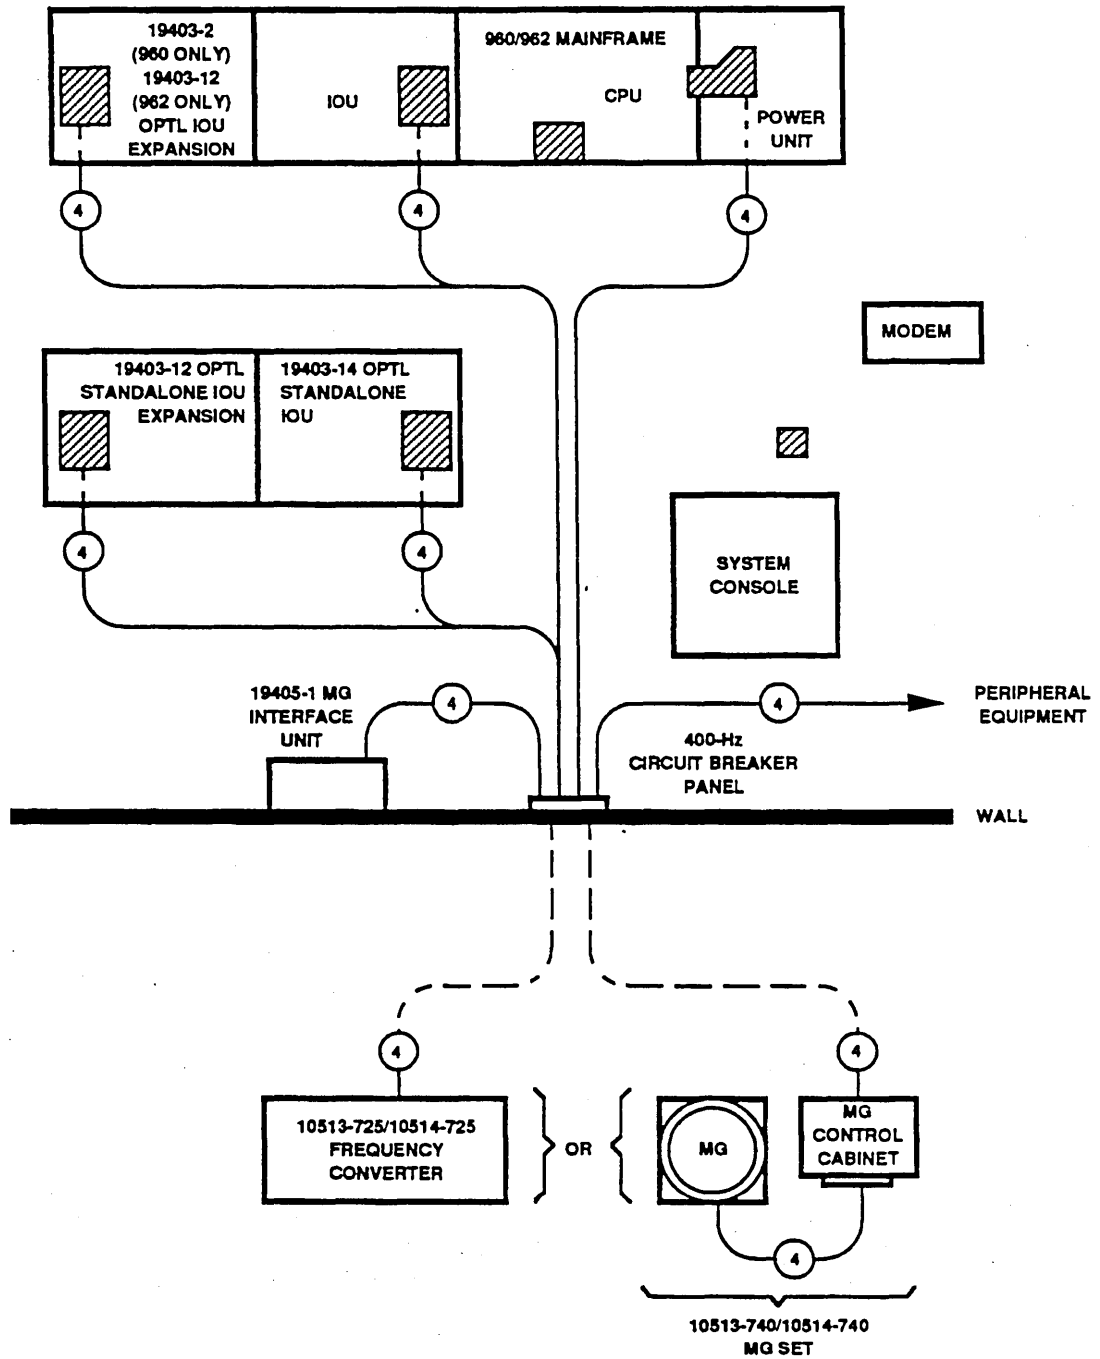 19403-2
(960 ONLY)
19403-12
(962 ONLY)
OPTL IOU
EXPANSION
IOU
960/962 MAINFRAME
CPU
POWER
UNIT
4
4
4
MODEM
19403-12 OPTL
STANDALONE IOU
EXPANSION
19403-14 OPTL
STANDALONE
IOU
4
4
SYSTEM
CONSOLE
19405-1 MG
INTERFACE
UNIT
4
4
PERIPHERAL
EQUIPMENT
400-Hz
CIRCUIT BREAKER
PANEL
WALL
4
4
10513-725/10514-725
FREQUENCY
CONVERTER
OR
MG
MG
CONTROL
CABINET
4
10513-740/10514-740
MG SET